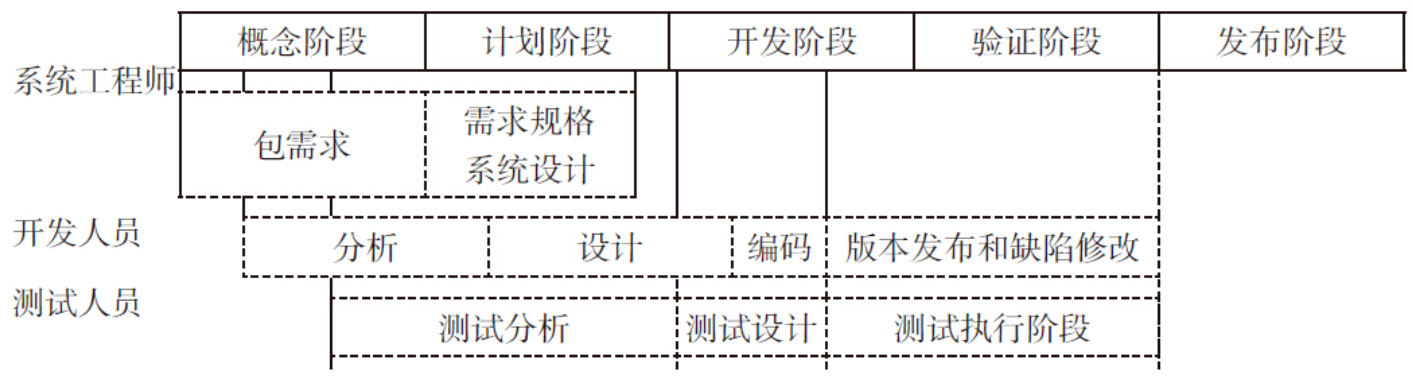 概念阶段 计划阶段 开发阶段 验证阶段 发布阶段
系统工程师
包需求
需求规格
系统设计
开发人员
分析 设计 编码 版本发布和缺陷修改
测试人员
测试分析 测试设计 测试执行阶段